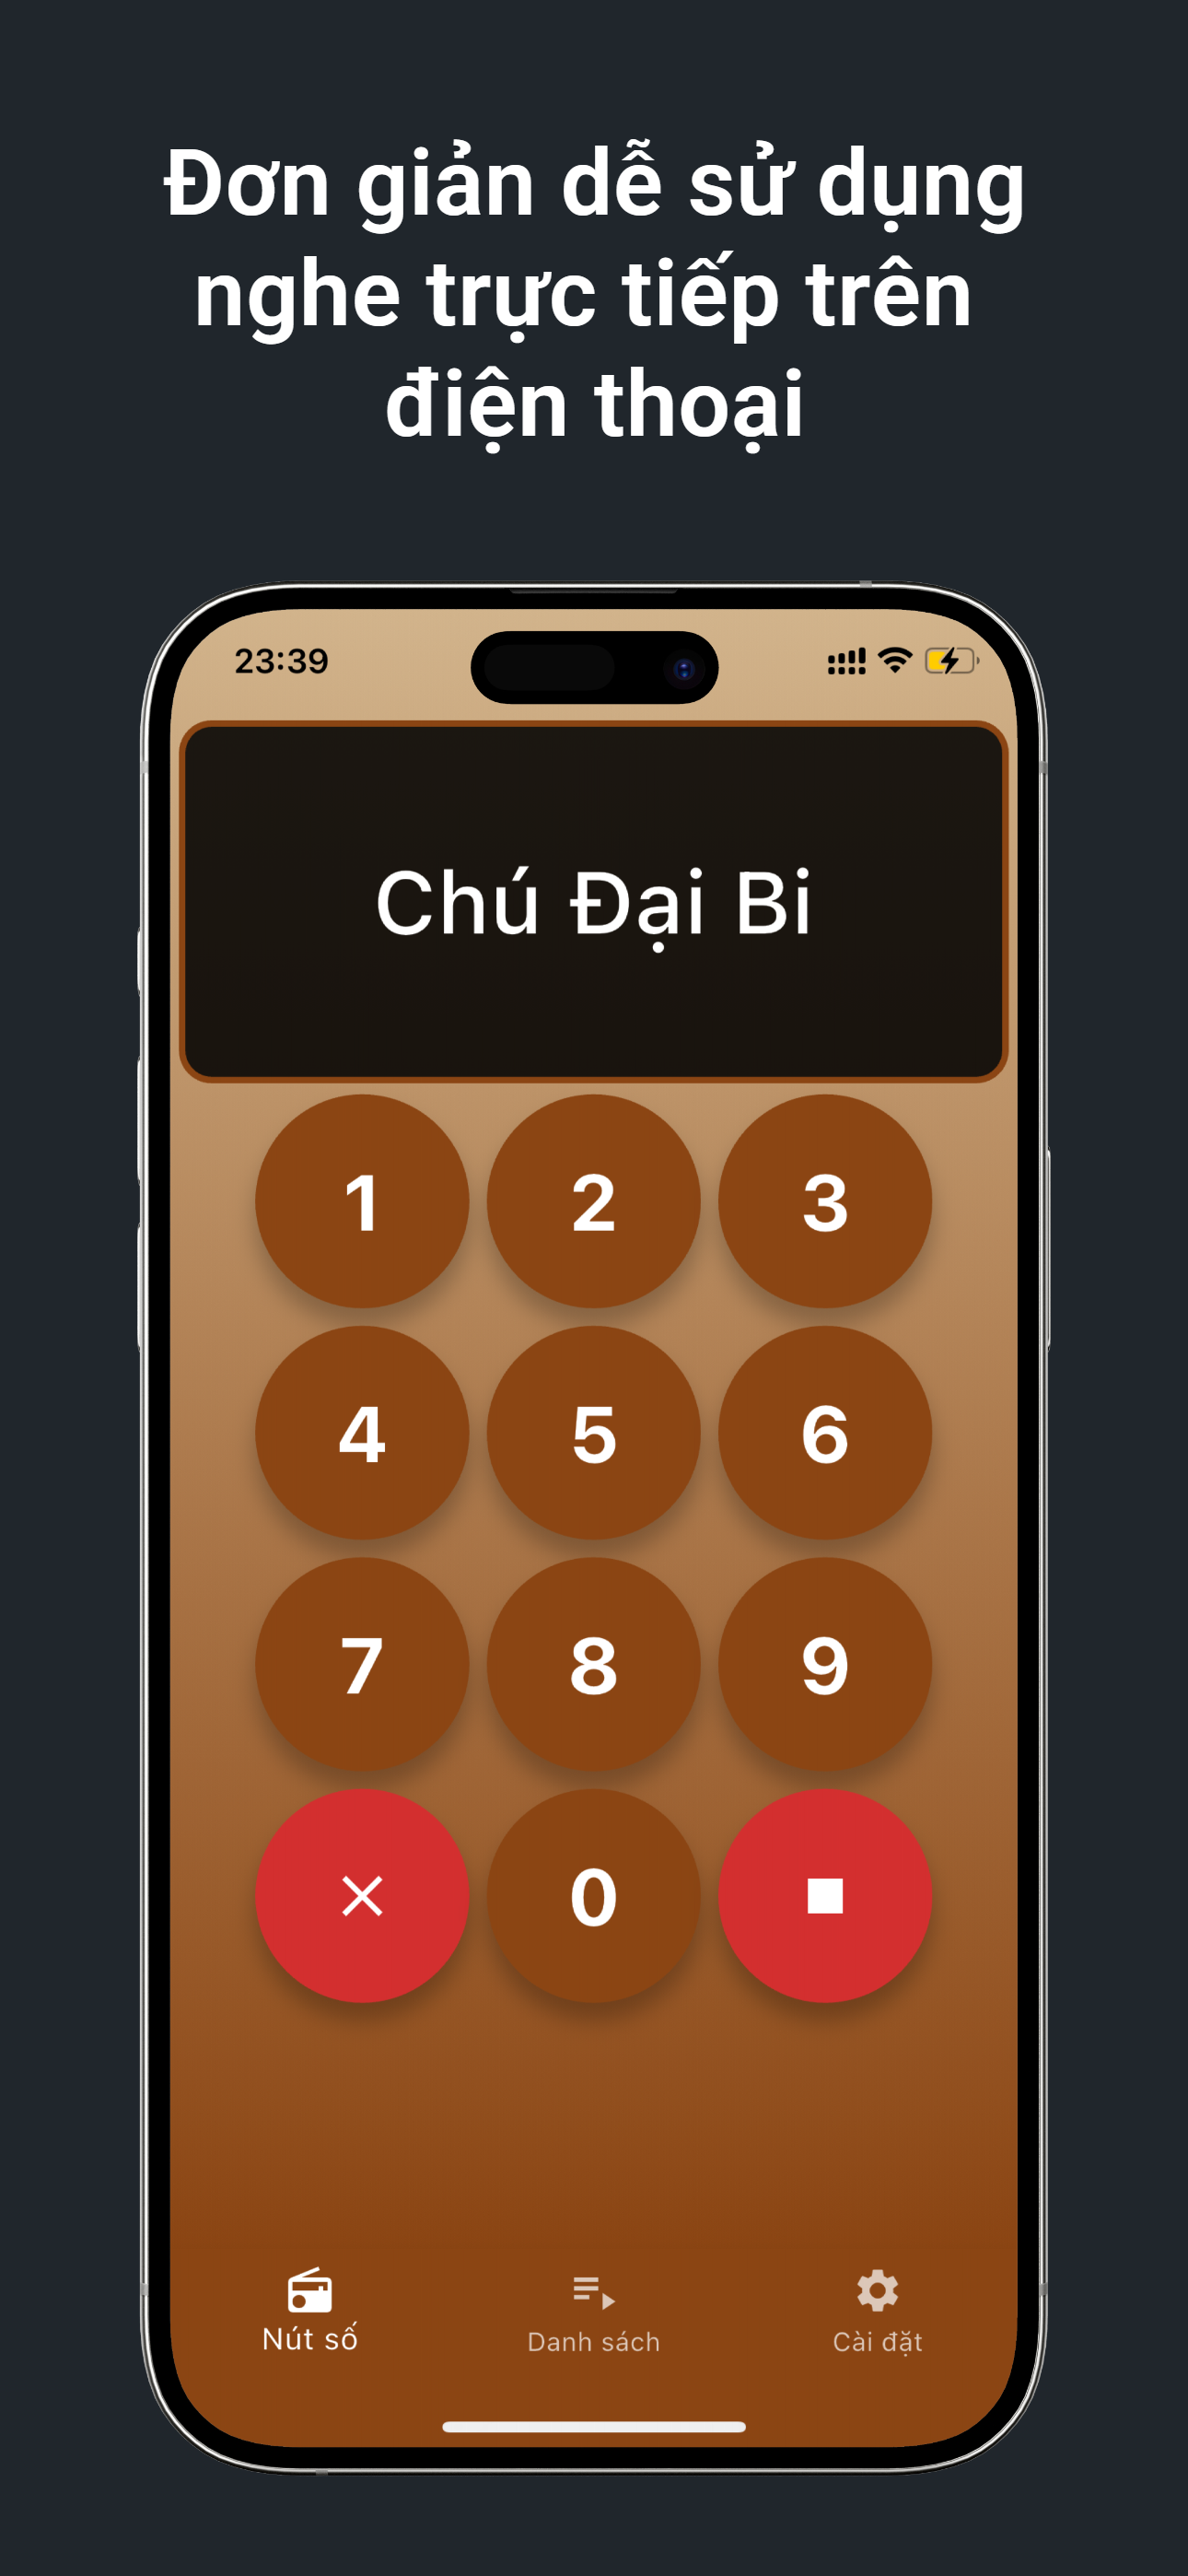 Đơn giản dễ sử dụng
nghe trực tiếp trên
điện thoại
23:39
Chú Đại Bi
1 2 3
4 5 6
7 8 9
0
Nút số Danh sách Cài đặt